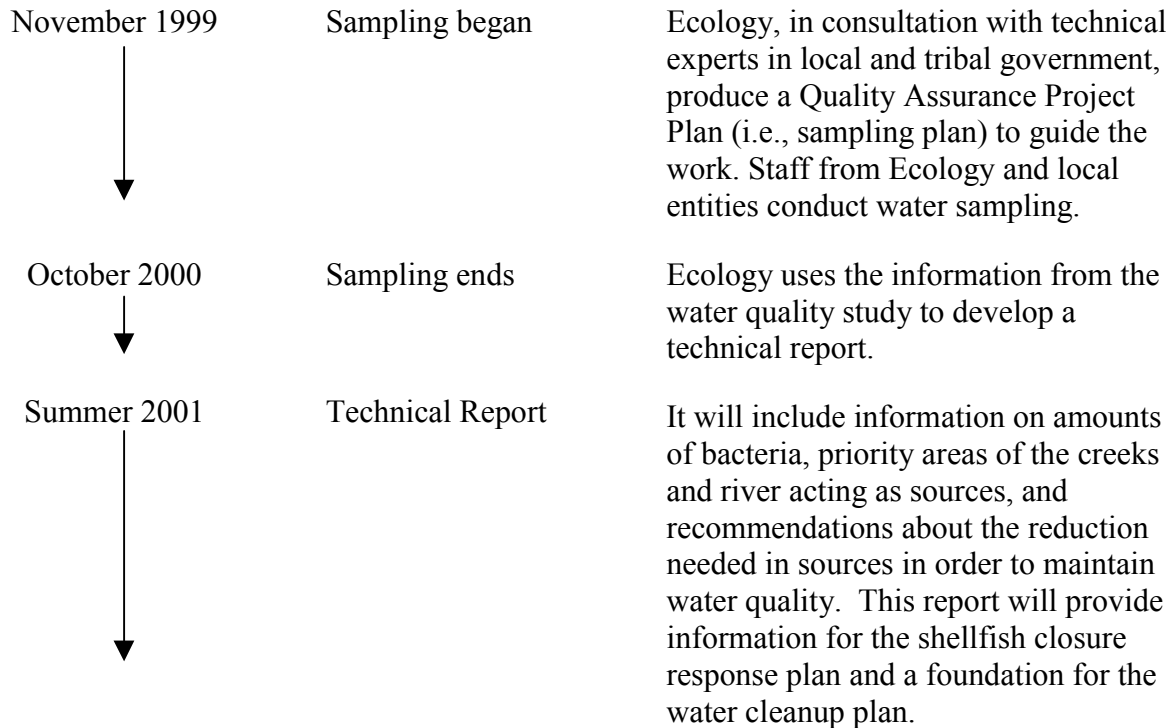 November 1999 Sampling began Ecology, in consultation with technical
experts in local and tribal government,
produce a Quality Assurance Project
Plan (i.e., sampling plan) to guide the
work. Staff from Ecology and local
entities conduct water sampling.
October 2000 Sampling ends Ecology uses the information from the
water quality study to develop a
technical report.
Summer 2001 Technical Report It will include information on amounts
of bacteria, priority areas of the creeks
and river acting as sources, and
recommendations about the reduction
needed in sources in order to maintain
water quality. This report will provide
information for the shellfish closure
response plan and a foundation for the
water cleanup plan.